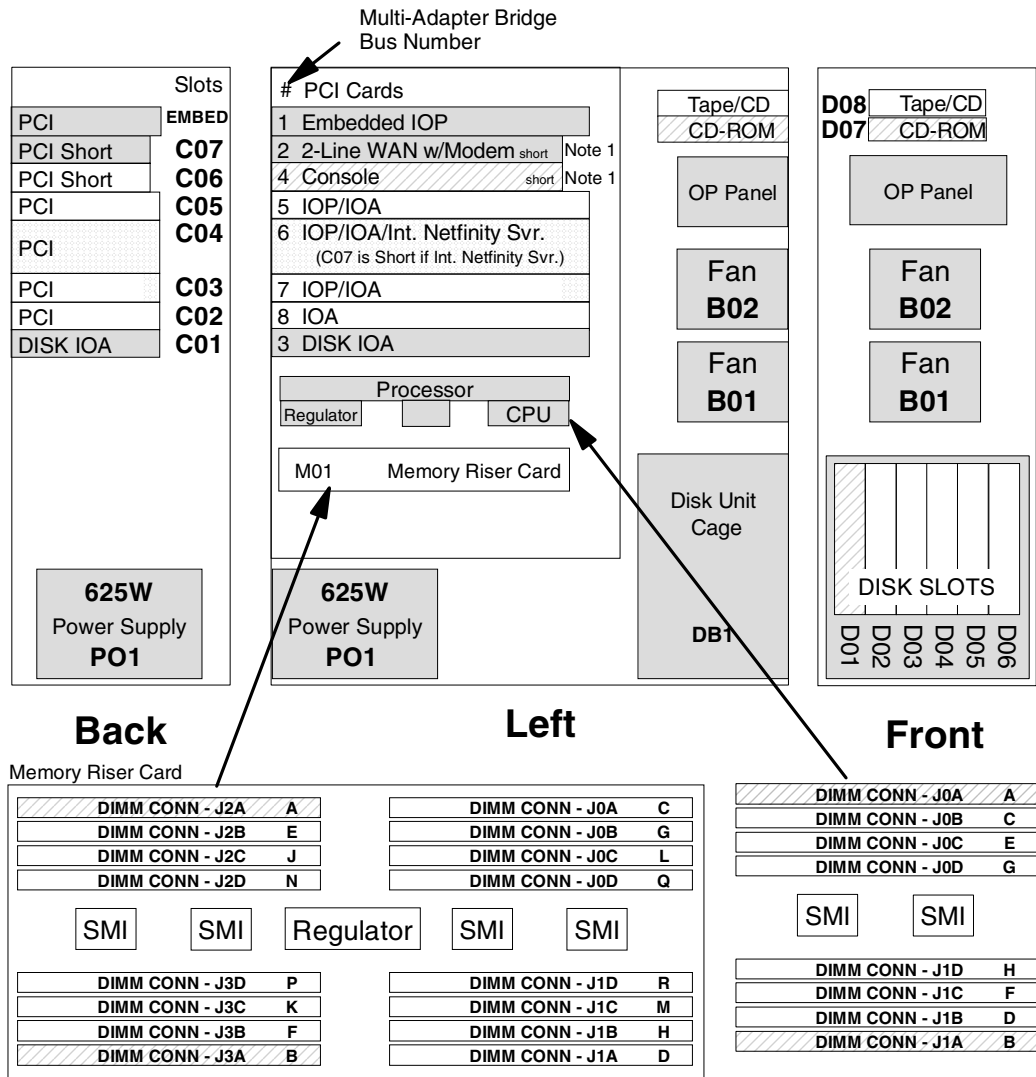 Multi-Adapter Bridge
Bus Number
Slots
PCI EMBED
PCI Short C07
PCI Short C06
PCI C05
PCI C04
PCI C03
PCI C02
DISK IOA C01
625W
Power Supply
PO1
Back
# PCI Cards
1 Embedded IOP
2 2-Line WAN w/Modem short Note 1
4 Console short Note 1
5 IOP/IOA
6 IOP/IOA/Int. Netfinity Svr.
(C07 is Short if Int. Netfinity Svr.)
7 IOP/IOA
8 IOA
3 DISK IOA
Processor
Regulator CPU
M01 Memory Riser Card
625W
Power Supply
PO1
Tape/CD
CD-ROM
OP Panel
Fan
B02
Fan
B01
Disk Unit
Cage
DB1
Left
D08 Tape/CD
D07 CD-ROM
OP Panel
Fan
B02
Fan
B01
DISK SLOTS
D01
D02
D03
D04
D05
D06
Front
Memory Riser Card
DIMM CONN - J2A A
DIMM CONN - J2B E
DIMM CONN - J2C J
DIMM CONN - J2D N
DIMM CONN - J0A C
DIMM CONN - J0B G
DIMM CONN - J0C L
DIMM CONN - J0D Q
SMI SMI Regulator SMI SMI
DIMM CONN - J3D P
DIMM CONN - J3C K
DIMM CONN - J3B F
DIMM CONN - J3A B
DIMM CONN - J1D R
DIMM CONN - J1C M
DIMM CONN - J1B H
DIMM CONN - J1A D
DIMM CONN - J0A A
DIMM CONN - J0B C
DIMM CONN - J0C E
DIMM CONN - J0D G
SMI SMI
DIMM CONN - J1D H
DIMM CONN - J1C F
DIMM CONN - J1B D
DIMM CONN - J1A B